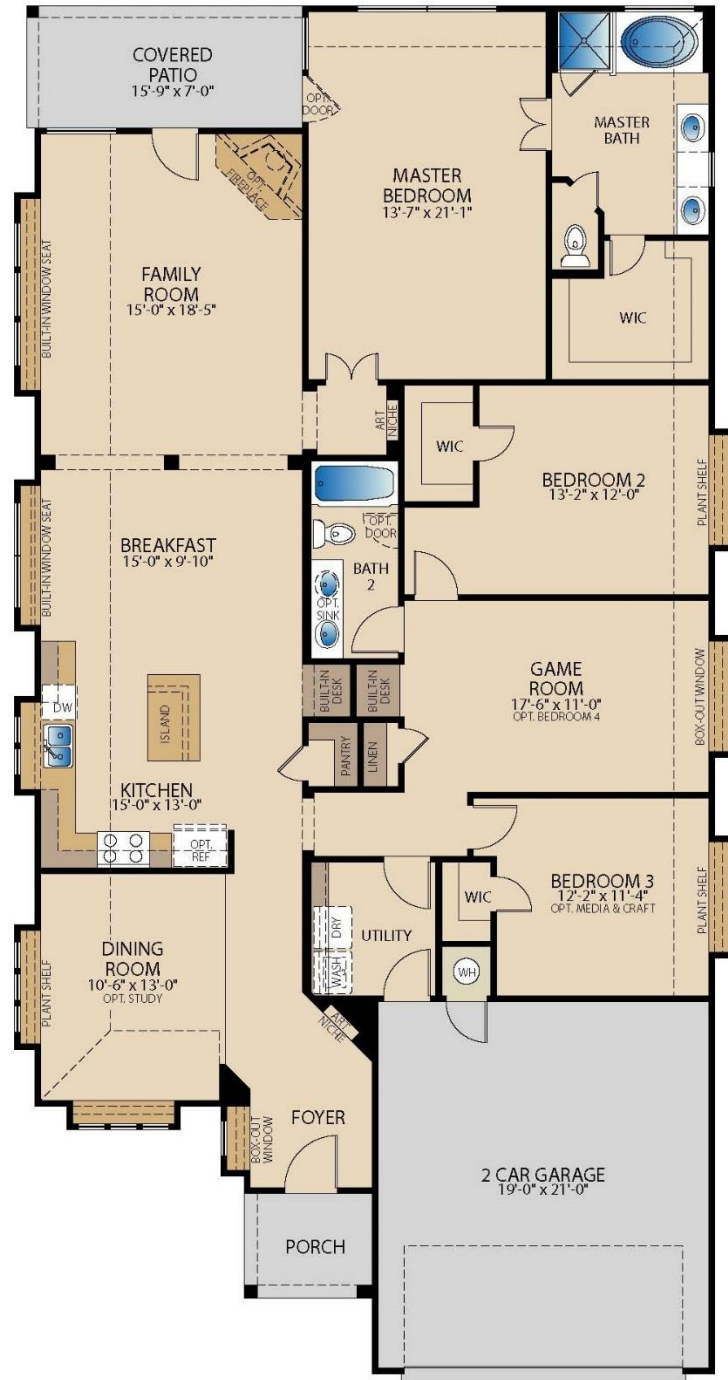 COVERED
PATIO
15'-9" x 7'-0"
OPT.
DOOR
MASTER
BATH
OPT.
FIREPLACE
MASTER
BEDROOM
13'-7" x 21'-1"
FAMILY
ROOM
15'-0" x 18'-5"
BUILT-IN WINDOW SEAT
WIC
ART
NICHE
WIC
BEDROOM 2
13'-2" x 12'-0"
PLANT SHELF
BUILT-IN WINDOW SEAT
BREAKFAST
15'-0" x 9'-10"
OPT.
DOOR
BATH
2
OPT.
SINK
GAME
ROOM
17'-6" x 11'-0"
OPT. BEDROOM 4
BOX-OUT WINDOW
BUILT-IN
DESK
BUILT-IN
DESK
DW
ISLAND
PANTRY
LINEN
KITCHEN
15'-0" x 13'-0"
OPT.
REF
BEDROOM 3
12'-2" x 11'-4"
OPT. MEDIA & CRAFT
PLANT SHELF
WIC
UTILITY
DRY
WASH
DINING
ROOM
10'-6" x 13'-0"
OPT. STUDY
PLANT SHELF
WH
ART
NICHE
FOYER
BOX-OUT
WINDOW
2 CAR GARAGE
19'-0" x 21'-0"
PORCH